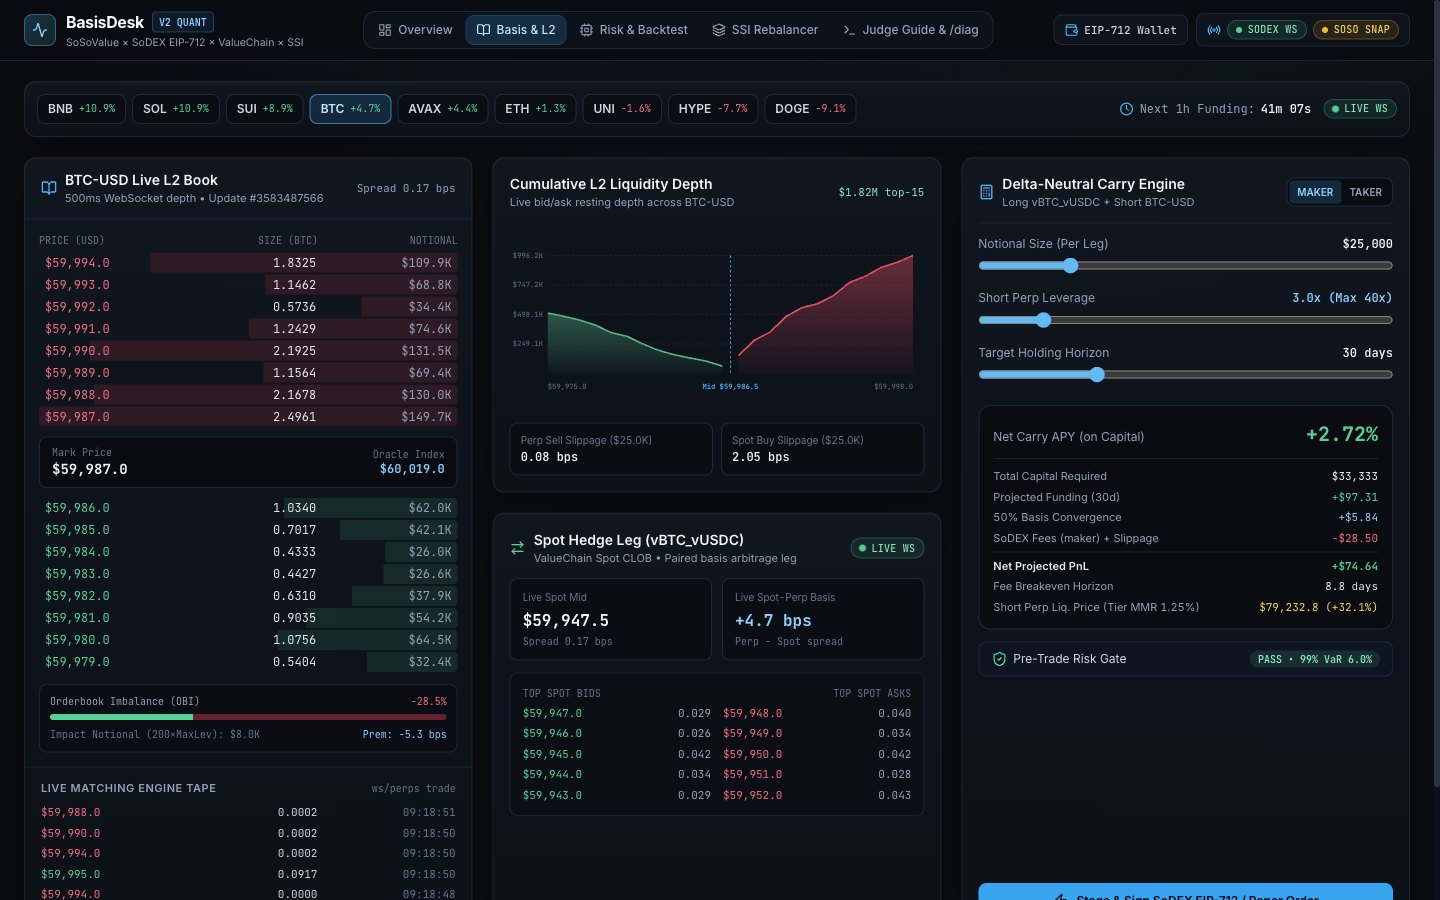 BasisDesk V2 QUANT
SoSoValue × SoDEX EIP-712 × ValueChain × SSI
Overview Basis & L2 Risk & Backtest SSI Rebalancer Judge Guide & /diag
EIP-712 Wallet SODEX WS SOSO SNAP
BNB +10.9% SOL +10.9% SUI +8.9% BTC +4.7% AVAX +4.4% ETH +1.3% UNI -1.6% HYPE -7.7% DOGE -9.1%
Next 1h Funding: 41m 07s LIVE WS
BTC-USD Live L2 Book
500ms WebSocket depth • Update #3583487566
Spread 0.17 bps
PRICE (USD) SIZE (BTC) NOTIONAL
$59,994.0 1.8325 $109.9K
$59,993.0 1.1462 $68.8K
$59,992.0 0.5736 $34.4K
$59,991.0 1.2429 $74.6K
$59,990.0 2.1925 $131.5K
$59,989.0 1.1564 $69.4K
$59,988.0 2.1678 $130.0K
$59,987.0 2.4961 $149.7K
Mark Price Oracle Index
$59,987.0 $60,019.0
$59,986.0 1.0340 $62.0K
$59,985.0 0.7017 $42.1K
$59,984.0 0.4333 $26.0K
$59,983.0 0.4427 $26.6K
$59,982.0 0.6310 $37.9K
$59,981.0 0.9035 $54.2K
$59,980.0 1.0756 $64.5K
$59,979.0 0.5404 $32.4K
Orderbook Imbalance (OBI) -28.5%
Impact Notional (200×MaxLev): $8.0K Prem: -5.3 bps
LIVE MATCHING ENGINE TAPE ws/perps trade
$59,988.0 0.0002 09:18:51
$59,990.0 0.0002 09:18:50
$59,994.0 0.0002 09:18:50
$59,995.0 0.0917 09:18:50
$59,994.0 0.0000 09:18:48
Cumulative L2 Liquidity Depth
Live bid/ask resting depth across BTC-USD
$1.82M top-15
$996.2K
$747.2K
$498.1K
$249.1K
$59,975.0 Mid $59,986.5 $59,998.0
Perp Sell Slippage ($25.0K)
0.08 bps
Spot Buy Slippage ($25.0K)
2.05 bps
Spot Hedge Leg (vBTC_vUSDC)
ValueChain Spot CLOB • Paired basis arbitrage leg
LIVE WS
Live Spot Mid
$59,947.5
Spread 0.17 bps
Live Spot-Perp Basis
+4.7 bps
Perp - Spot spread
TOP SPOT BIDS TOP SPOT ASKS
$59,947.0 0.029 $59,948.0 0.040
$59,946.0 0.026 $59,949.0 0.034
$59,945.0 0.042 $59,950.0 0.042
$59,944.0 0.034 $59,951.0 0.028
$59,943.0 0.029 $59,952.0 0.043
Delta-Neutral Carry Engine
Long vBTC_vUSDC + Short BTC-USD
MAKER TAKER
Notional Size (Per Leg) $25,000
Short Perp Leverage 3.0x (Max 40x)
Target Holding Horizon 30 days
Net Carry APY (on Capital) +2.72%
Total Capital Required $33,333
Projected Funding (30d) +$97.31
50% Basis Convergence +$5.84
SoDEX Fees (maker) + Slippage -$28.50
Net Projected PnL +$74.64
Fee Breakeven Horizon 8.8 days
Short Perp Liq. Price (Tier MMR 1.25%) $79,232.8 (+32.1%)
Pre-Trade Risk Gate PASS • 99% VaR 6.0%
Stage & Sign SoDEX EIP-712 / Paper Order